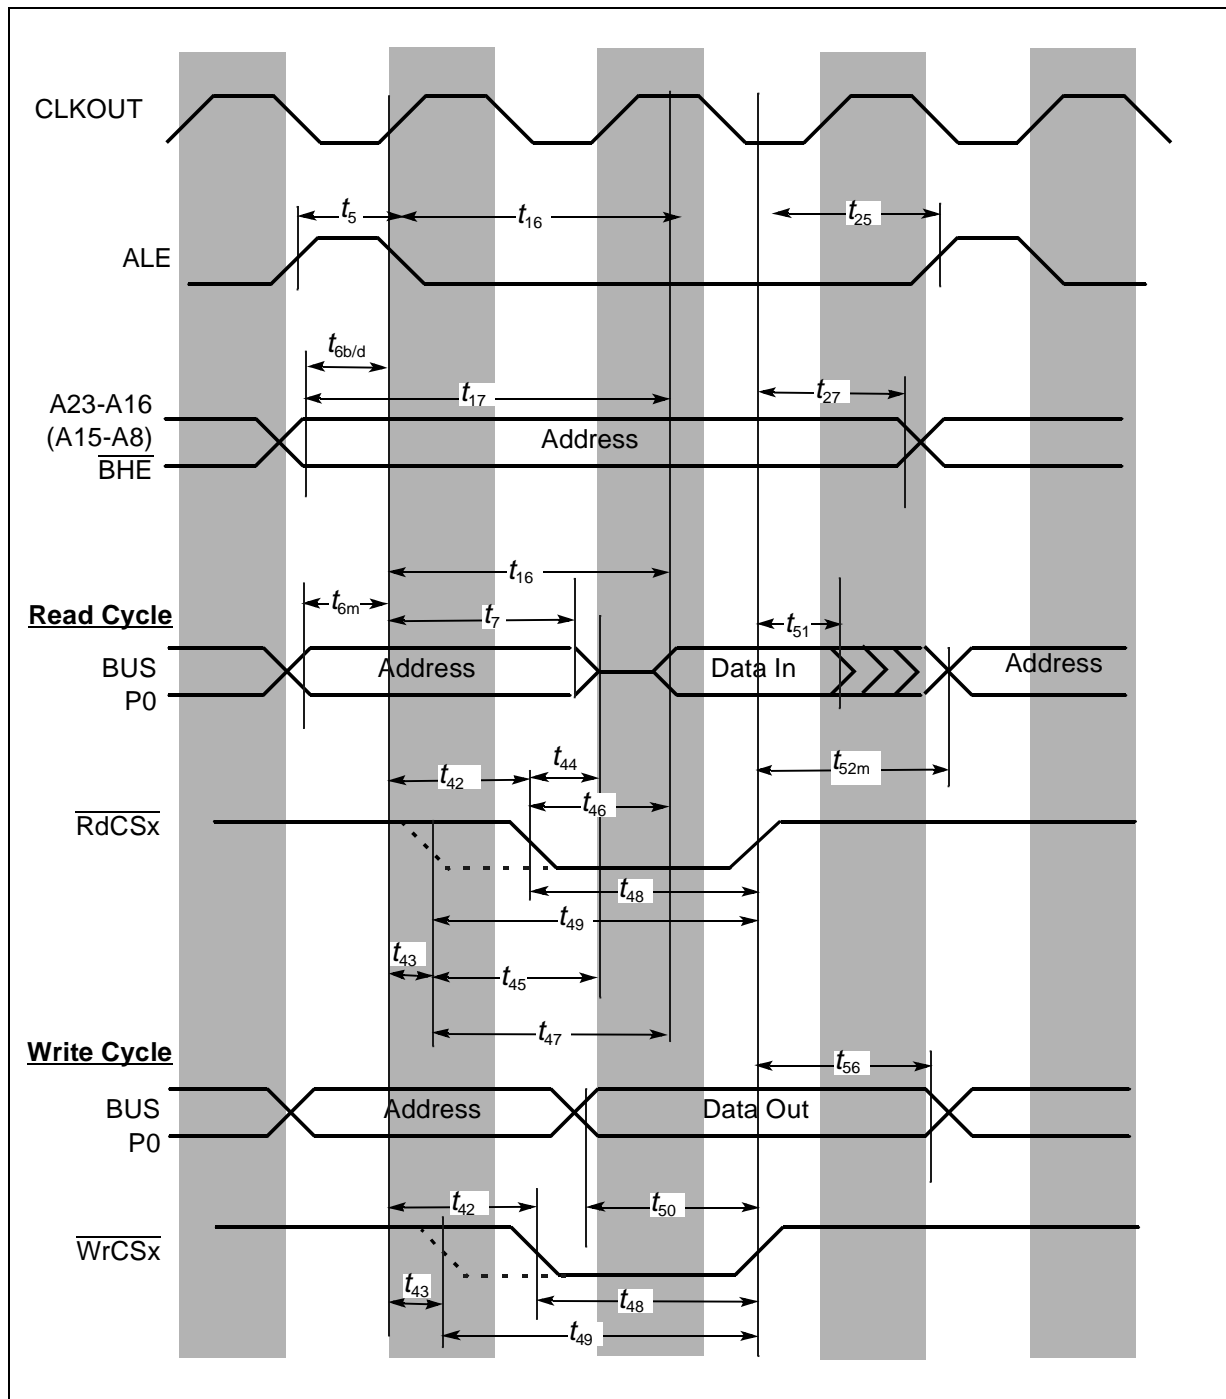 CLKOUT
t5 t16 t25
ALE
t6b/d
t17 t27
A23-A16
(A15-A8)
BHE
Address
t16
t6m t7 t51
Read Cycle
BUS
P0
Address Data In Address
t44
t42 t52m
t46
RdCSx
t48
t49
t43
t45
t47
Write Cycle
t56
BUS
P0
Address Data Out
t42 t50
WrCSx
t43
t48
t49